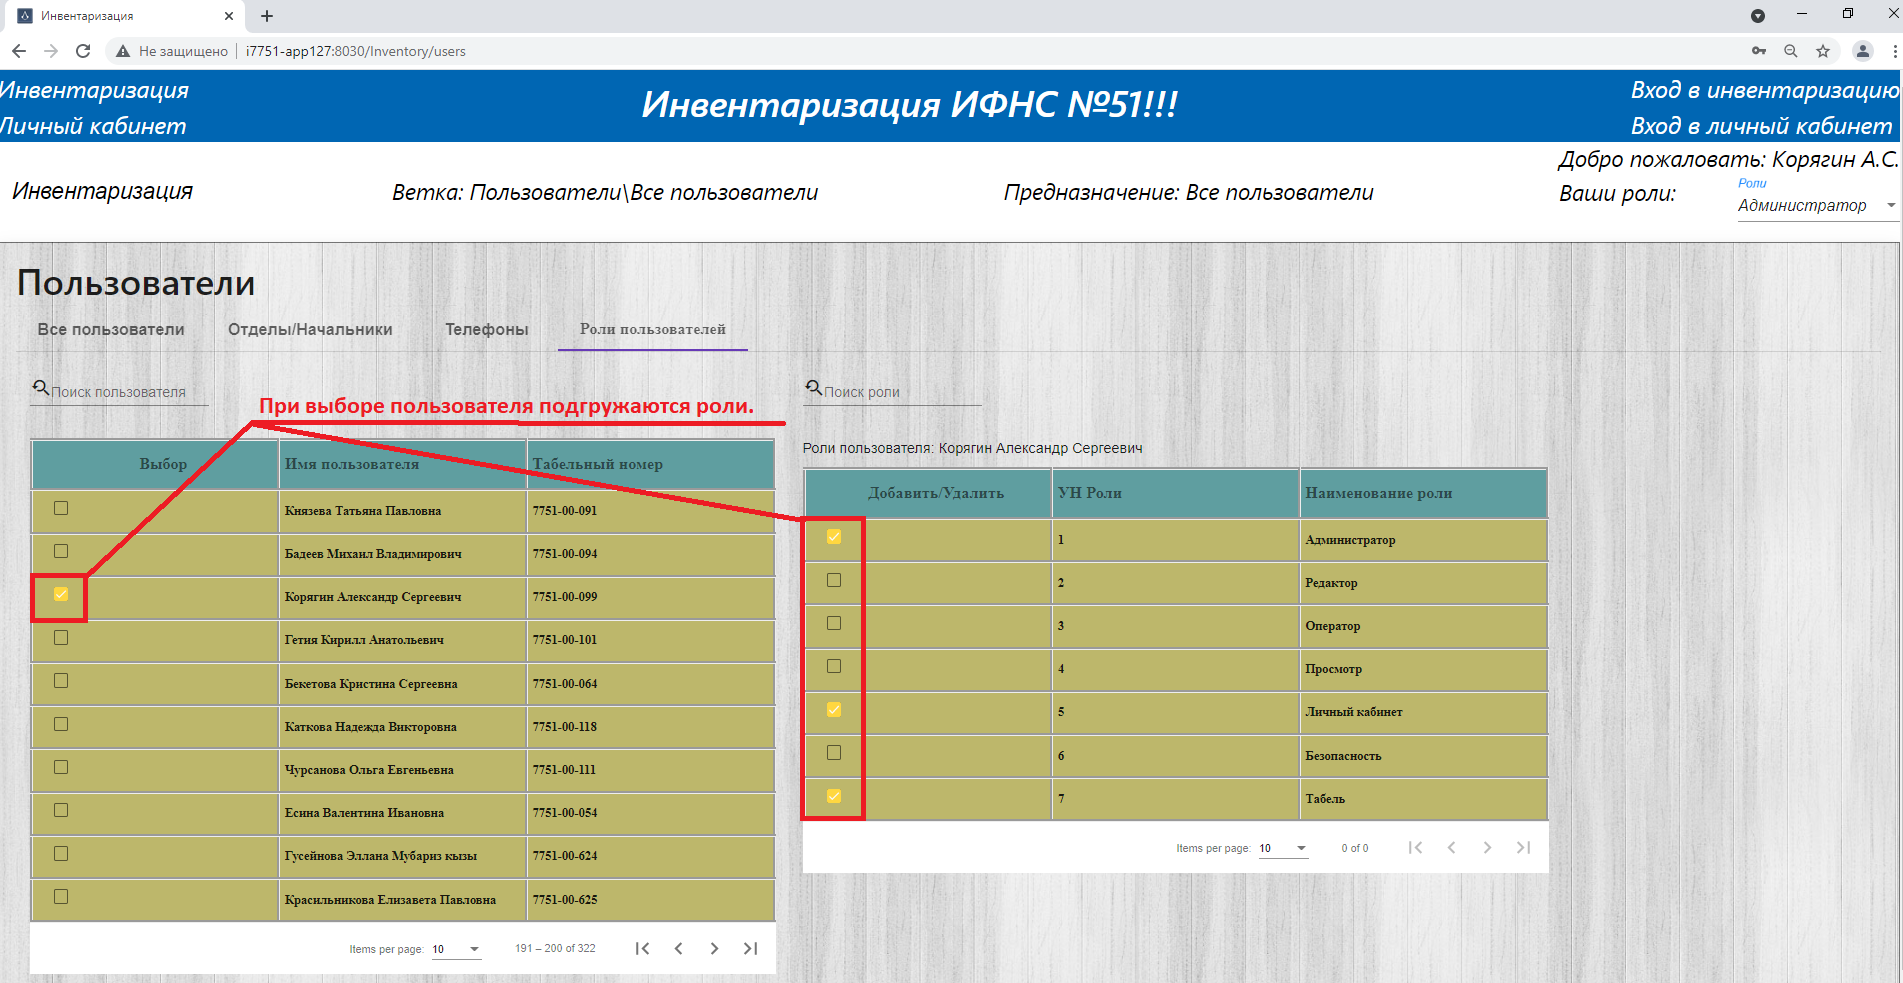 Инвентаризация
Не защищено
i7751-app127:8030/Inventory/users
Инвентаризация
Личный кабинет
Инвентаризация ИФНС №51!!!
Вход в инвентаризацию
Вход в личный кабинет
Добро пожаловать: Корягин А.С.
Инвентаризация
Ветка: Пользователи\Все пользователи
Предназначение: Все пользователи
Ваши роли:
Роли
Администратор
Пользователи
Все пользователи
Отделы/Начальники
Телефоны
Роли пользователей
Поиск пользователя
При выборе пользователя подгружаются роли.
Выбор Имя пользователя Табельный номер
Князева Татьяна Павловна 7751-00-091
Бадеев Михаил Владимирович 7751-00-094
Корягин Александр Сергеевич 7751-00-099
Гетия Кирилл Анатольевич 7751-00-101
Бекетова Кристина Сергеевна 7751-00-064
Каткова Надежда Викторовна 7751-00-118
Чурсанова Ольга Евгеньевна 7751-00-111
Есина Валентина Ивановна 7751-00-054
Гусейнова Эллана Мубариз кызы 7751-00-624
Красильникова Елизавета Павловна 7751-00-625
Items per page: 10 191 – 200 of 322
Поиск роли
Роли пользователя: Корягин Александр Сергеевич
Добавить/Удалить УН Роли Наименование роли
1 Администратор
2 Редактор
3 Оператор
4 Просмотр
5 Личный кабинет
6 Безопасность
7 Табель
Items per page: 10 0 of 0